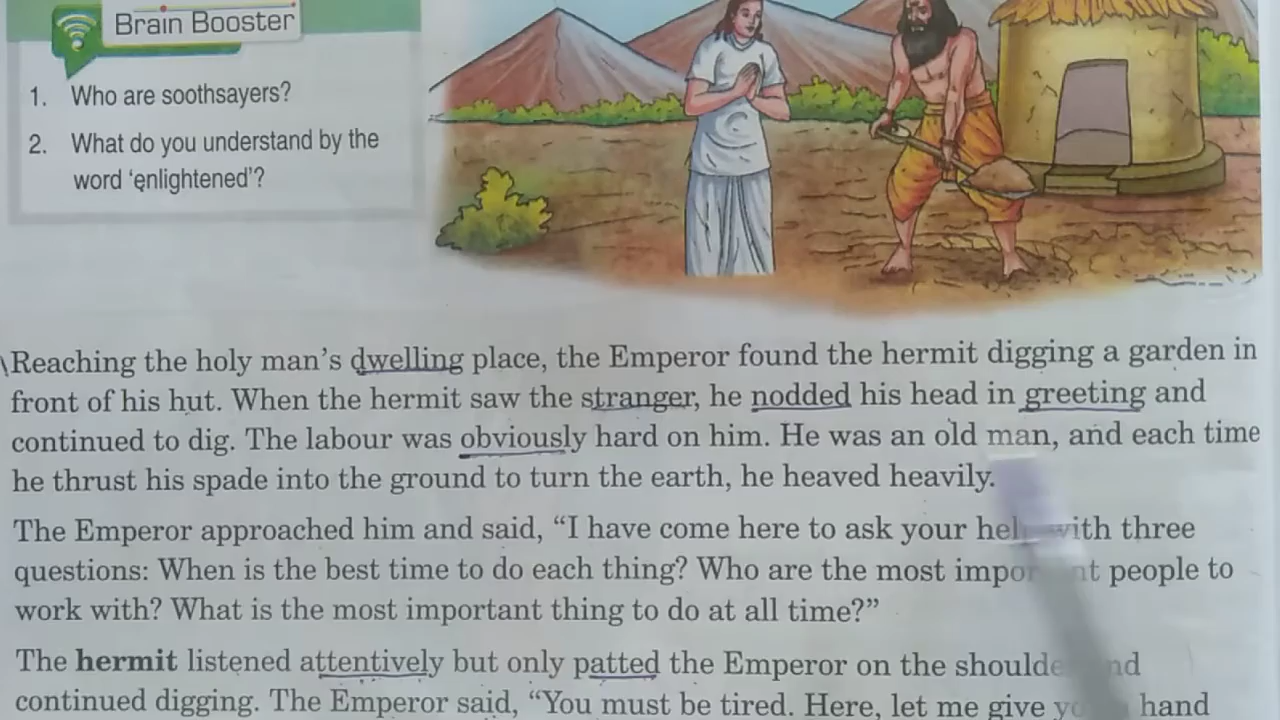 Brain Booster
1. Who are soothsayers?
2. What do you understand by the
word ‘enlightened’?
Reaching the holy man’s dwelling place, the Emperor found the hermit digging a garden in
front of his hut. When the hermit saw the stranger, he nodded his head in greeting and
continued to dig. The labour was obviously hard on him. He was an old man, and each time
he thrust his spade into the ground to turn the earth, he heaved heavily.
The Emperor approached him and said, “I have come here to ask your with three
questions: When is the best time to do each thing? Who are the most people to
work with? What is the most important thing to do at all time?”
The hermit listened attentively but only patted the Emperor on the
continued digging. The Emperor said, “You must be tired. Here, let me give hand